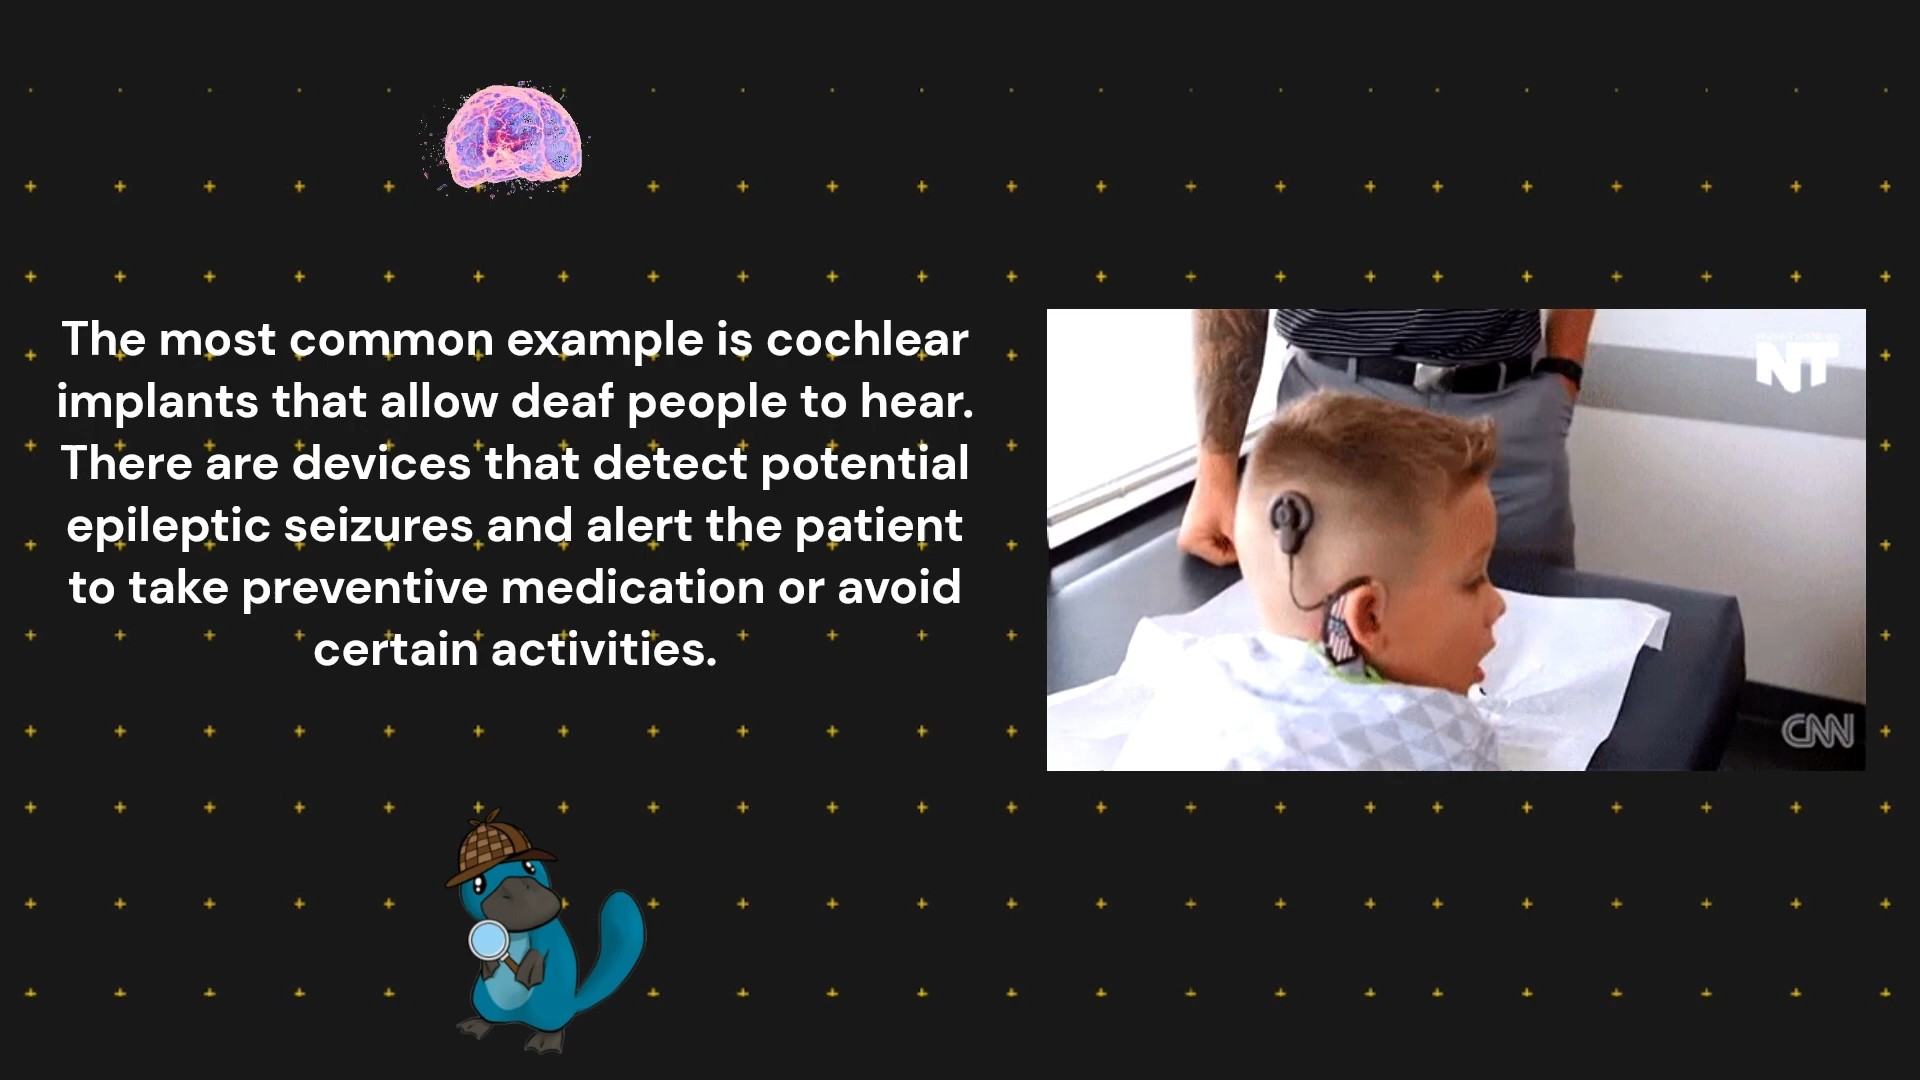 The most common example is cochlear
implants that allow deaf people to hear.
There are devices that detect potential
epileptic seizures and alert the patient
to take preventive medication or avoid
certain activities.
NT
CNN